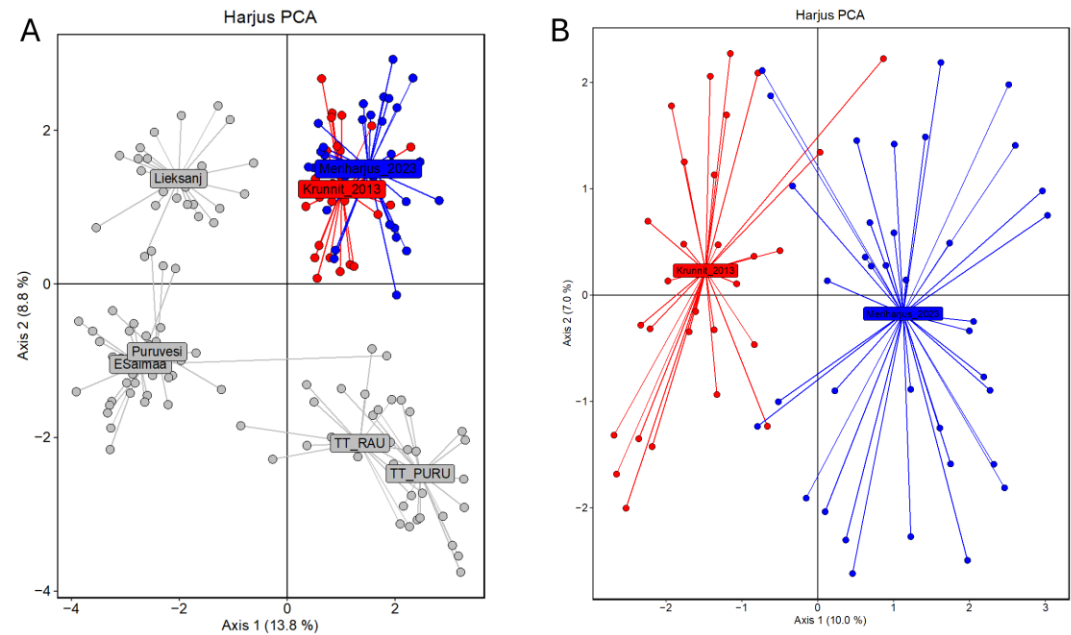 A
Harjus PCA
2
0
−2
−4
−4
−2
0
2
Axis 2 (8.8 %)
Axis 1 (13.8 %)
Lieksanj
Meriharjus_2023
Krunnit_2013
Puruvesi
ESaimaa
TT_RAU
TT_PURU
B
Harjus PCA
2
1
0
−1
−2
−2
−1
0
1
2
3
Axis 2 (7.0 %)
Axis 1 (10.0 %)
Krunnit_2013
Meriharjus_2023